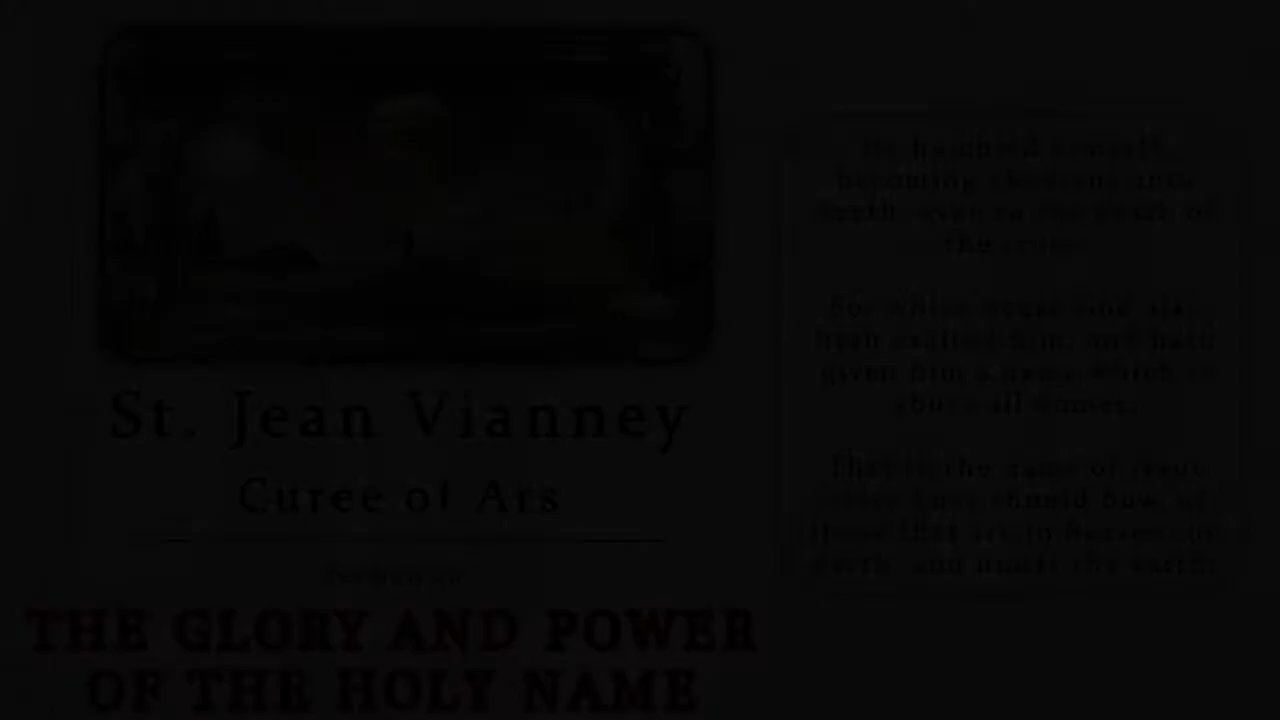 St. Jean Vianney
Curee of Ars
THE GLORY AND POWER
OF THE HOLY NAME
He humbled himself,
becoming obedient unto
death, even to the death of
the cross.
For which cause God also
hath exalted him, and hath
given him a name which is
above all names:
That in the name of Jesus
every knee should bow, of
those that are in heaven, on
earth, and under the earth.